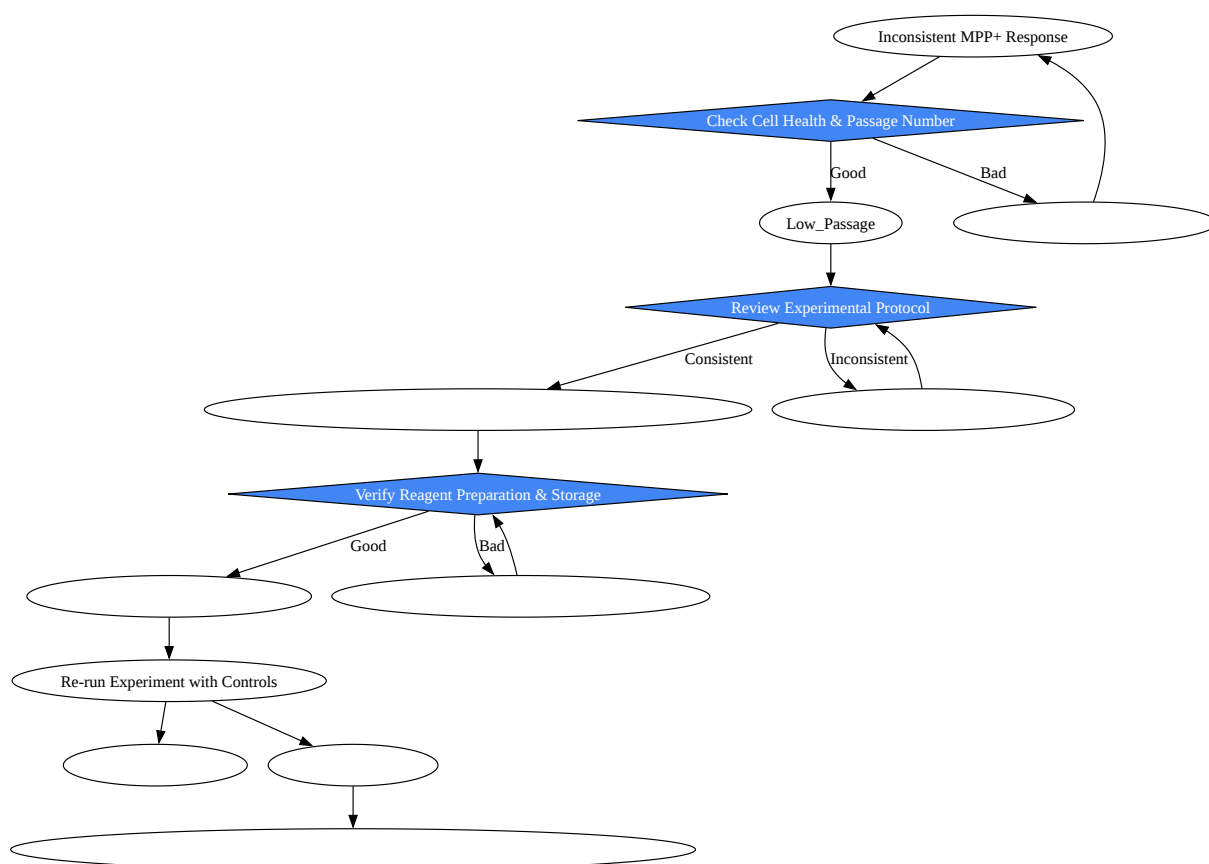 Inconsistent MPP+ Response
Check Cell Health & Passage Number
Good
Bad
Low_Passage
Review Experimental Protocol
Consistent
Inconsistent
Verify Reagent Preparation & Storage
Good
Bad
Re-run Experiment with Controls